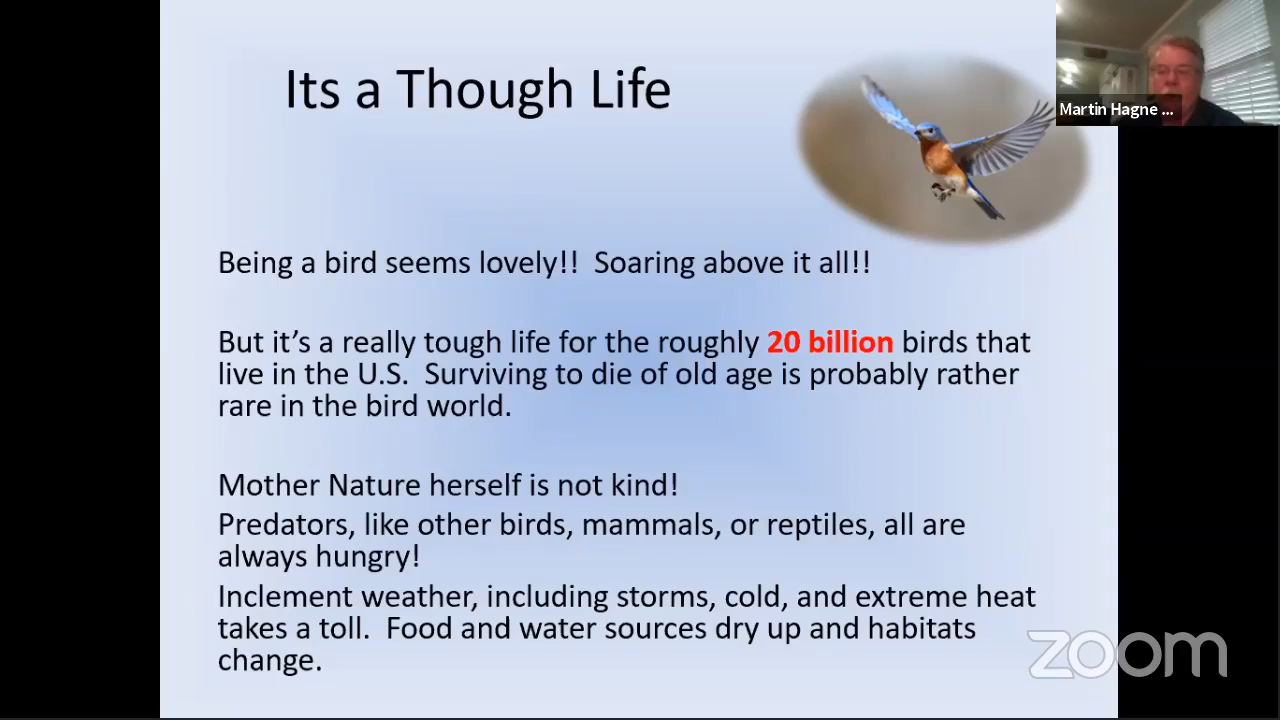 Its a Though Life
Martin Hagne ...
Being a bird seems lovely!!  Soaring above it all!!
But it’s a really tough life for the roughly 20 billion birds that
live in the U.S.  Surviving to die of old age is probably rather
rare in the bird world.
Mother Nature herself is not kind!
Predators, like other birds, mammals, or reptiles, all are
always hungry!
Inclement weather, including storms, cold, and extreme heat
takes a toll.  Food and water sources dry up and habitats
change.
zoom